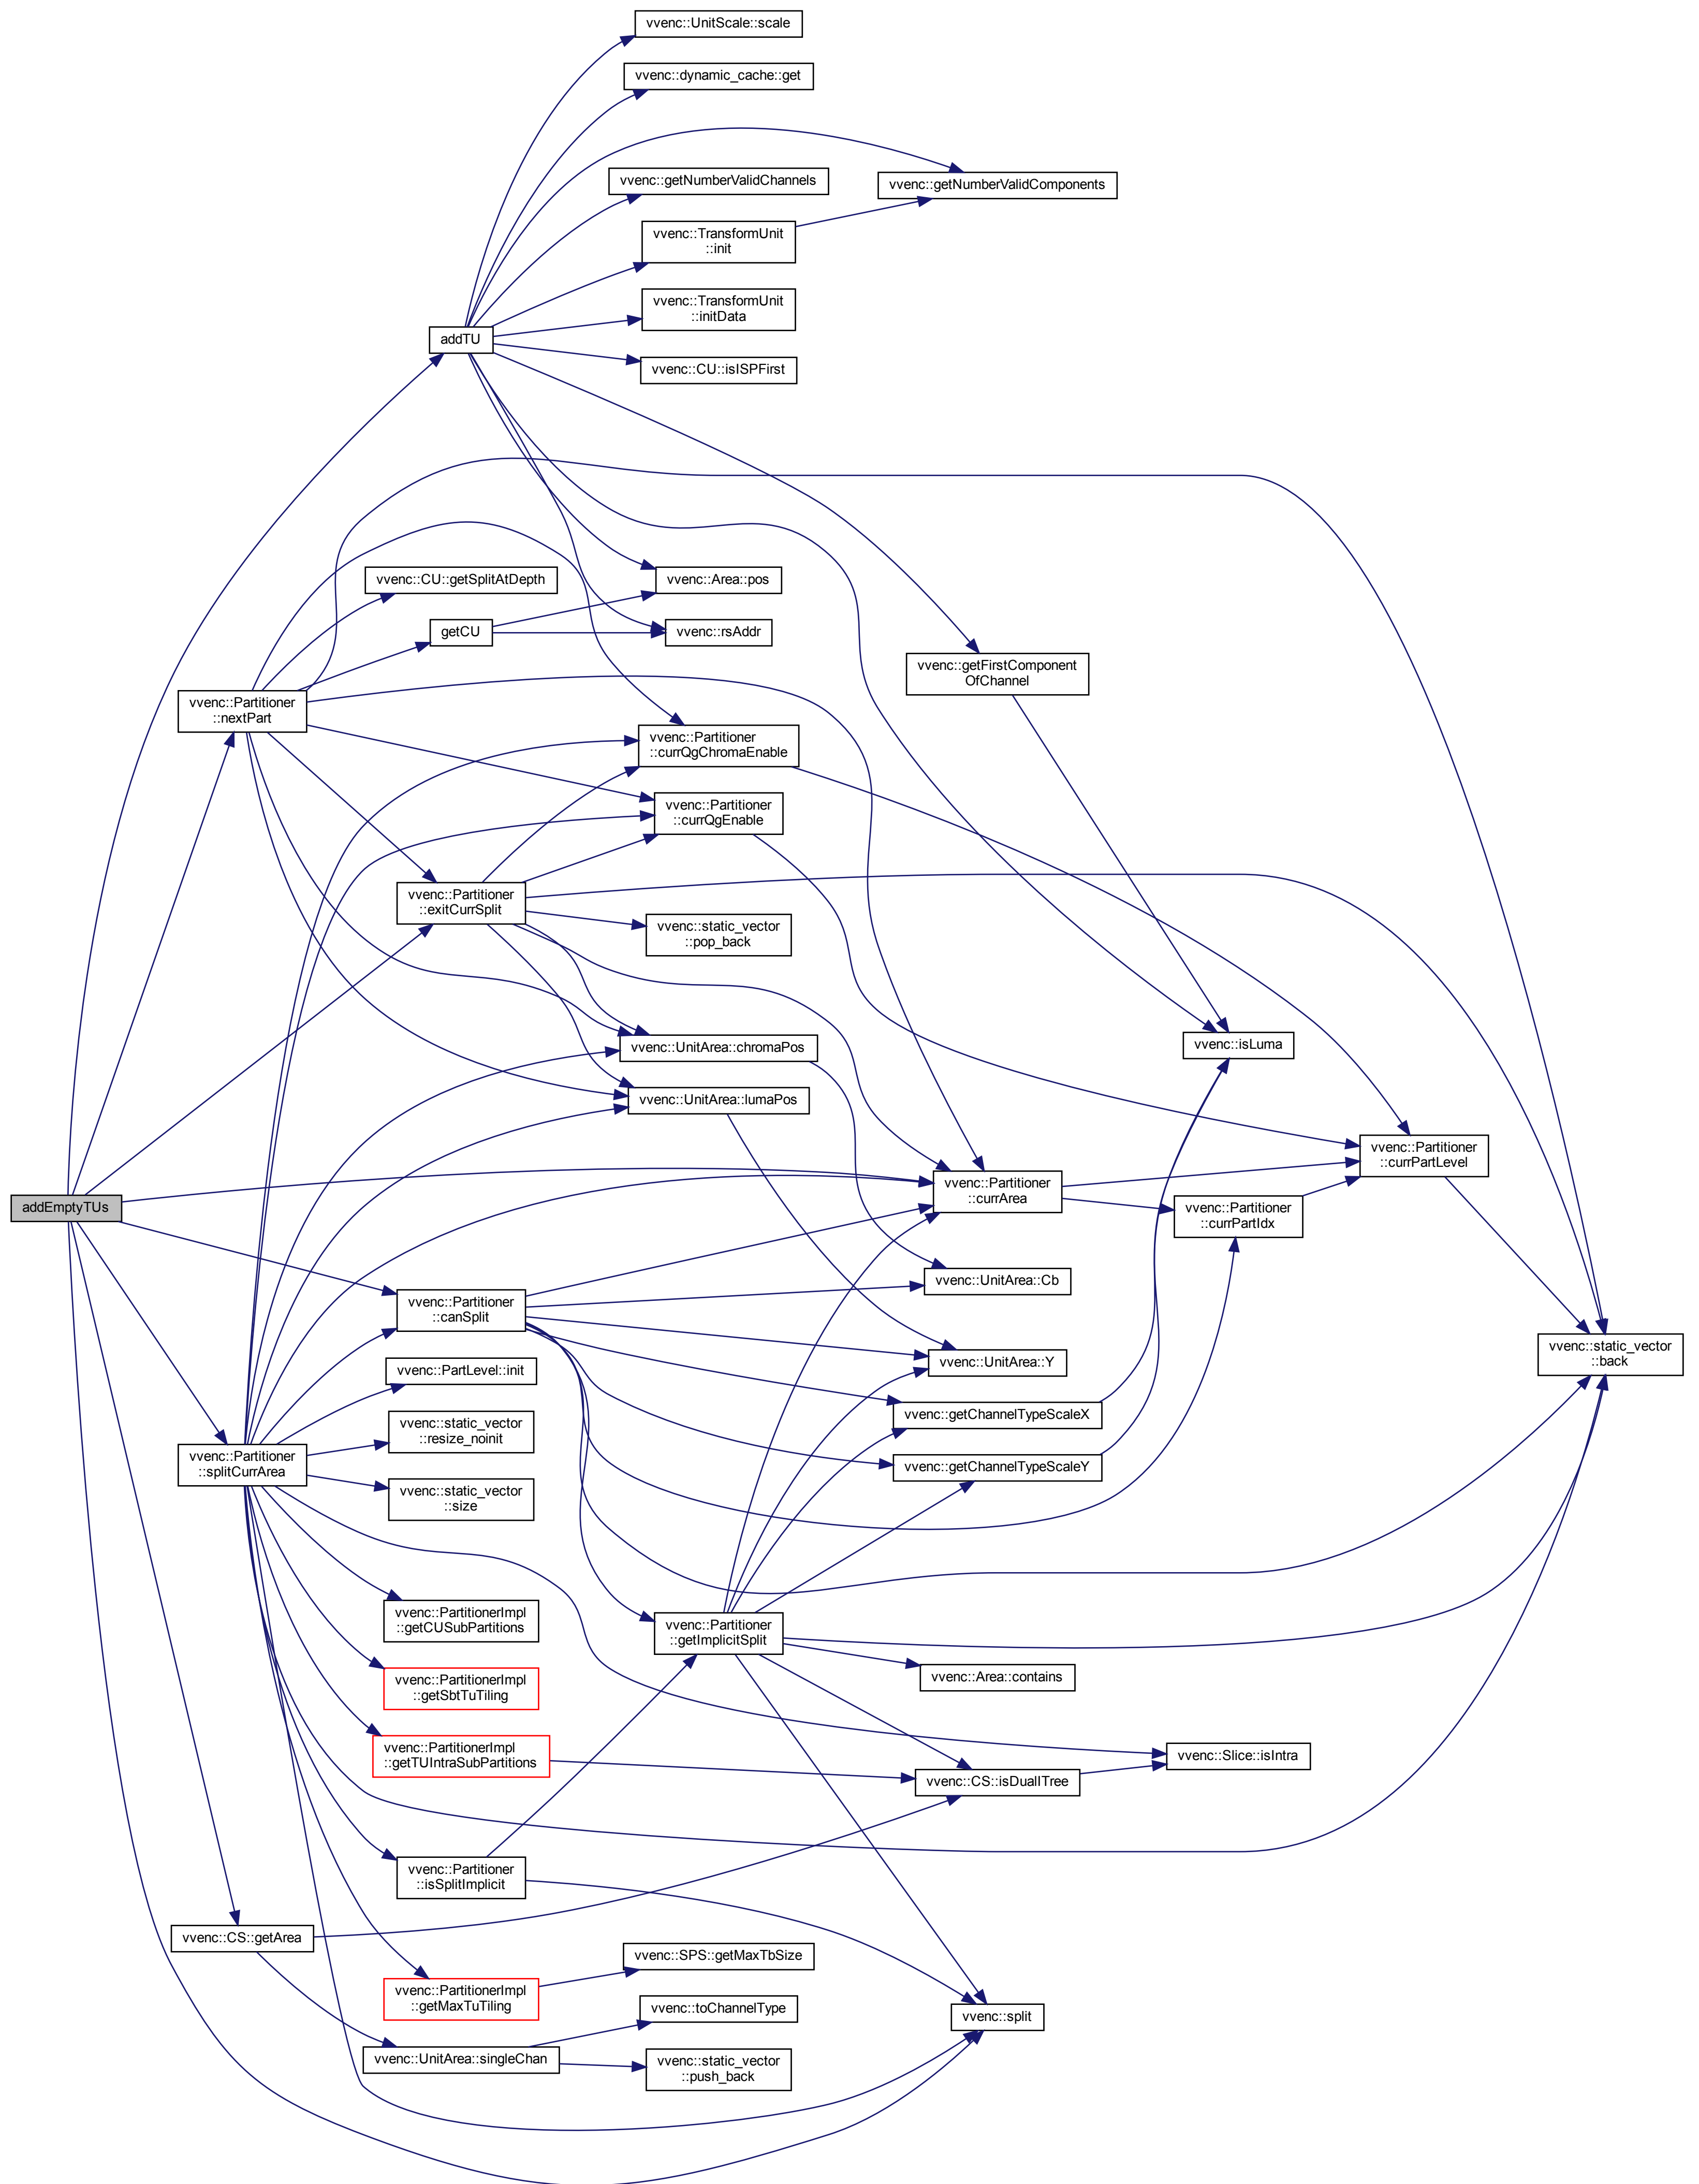 vvenc::UnitScale::scale
vvenc::dynamic_cache::get
vvenc::getNumberValidChannels
vvenc::getNumberValidComponents
vvenc::TransformUnit
::init
vvenc::TransformUnit
::initData
addTU
vvenc::CU::isISPFirst
vvenc::CU::getSplitAtDepth
vvenc::Area::pos
getCU
vvenc::rsAddr
vvenc::getFirstComponent
OfChannel
vvenc::Partitioner
::nextPart
vvenc::Partitioner
::currQgChromaEnable
vvenc::Partitioner
::currQgEnable
vvenc::Partitioner
::exitCurrSplit
vvenc::static_vector
::pop_back
vvenc::UnitArea::chromaPos
vvenc::isLuma
vvenc::UnitArea::lumaPos
vvenc::Partitioner
::currPartLevel
vvenc::Partitioner
::currArea
addEmptyTUs
vvenc::Partitioner
::currPartIdx
vvenc::UnitArea::Cb
vvenc::Partitioner
::canSplit
vvenc::static_vector
::back
vvenc::UnitArea::Y
vvenc::PartLevel::init
vvenc::getChannelTypeScaleX
vvenc::static_vector
::resize_noinit
vvenc::Partitioner
::splitCurrArea
vvenc::getChannelTypeScaleY
vvenc::static_vector
::size
vvenc::PartitionerImpl
::getCUSubPartitions
vvenc::Partitioner
::getImplicitSplit
vvenc::Area::contains
vvenc::PartitionerImpl
::getSbtTuTiling
vvenc::PartitionerImpl
::getTUIntraSubPartitions
vvenc::Slice::isIntra
vvenc::CS::isDualITree
vvenc::Partitioner
::isSplitImplicit
vvenc::CS::getArea
vvenc::SPS::getMaxTbSize
vvenc::PartitionerImpl
::getMaxTuTiling
vvenc::toChannelType
vvenc::split
vvenc::UnitArea::singleChan
vvenc::static_vector
::push_back